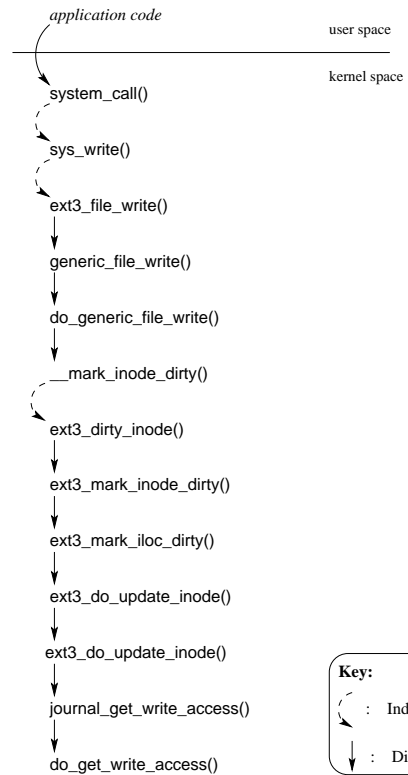 application code
user space
kernel space
system_call()
sys_write()
ext3_file_write()
generic_file_write()
do_generic_file_write()
__mark_inode_dirty()
ext3_dirty_inode()
ext3_mark_inode_dirty()
ext3_mark_iloc_dirty()
ext3_do_update_inode()
ext3_do_update_inode()
journal_get_write_access()
do_get_write_access()
Key:
: Ind
: Di